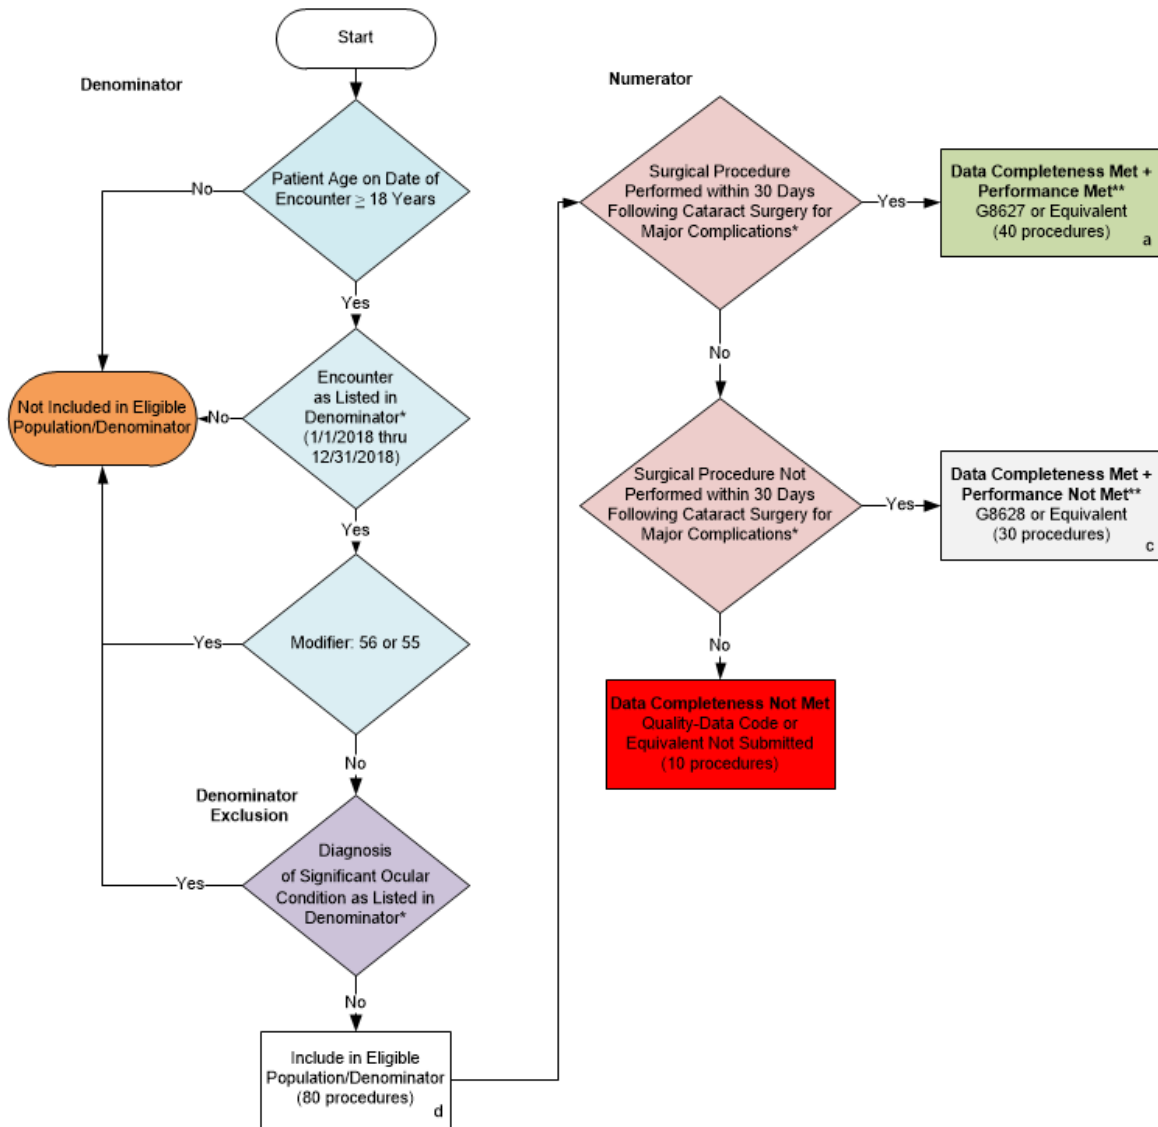 Start
Denominator
Patient Age on Date of
Encounter ≥ 18 Years
No
Yes
Encounter
as Listed in
Denominator*
(1/1/2018 thru
12/31/2018)
No
Not Included in Eligible
Population/Denominator
Yes
Modifier: 56 or 55
Yes
No
Denominator
Exclusion
Diagnosis
of Significant Ocular
Condition as Listed in
Denominator*
Yes
No
Include in Eligible
Population/Denominator
(80 procedures)
d
Numerator
Surgical Procedure
Performed within 30 Days
Following Cataract Surgery for
Major Complications*
Yes
Data Completeness Met +
Performance Met**
G8627 or Equivalent
(40 procedures)
a
No
Surgical Procedure Not
Performed within 30 Days
Following Cataract Surgery for
Major Complications*
Yes
Data Completeness Met +
Performance Not Met**
G8628 or Equivalent
(30 procedures)
c
No
Data Completeness Not Met
Quality-Data Code or
Equivalent Not Submitted
(10 procedures)